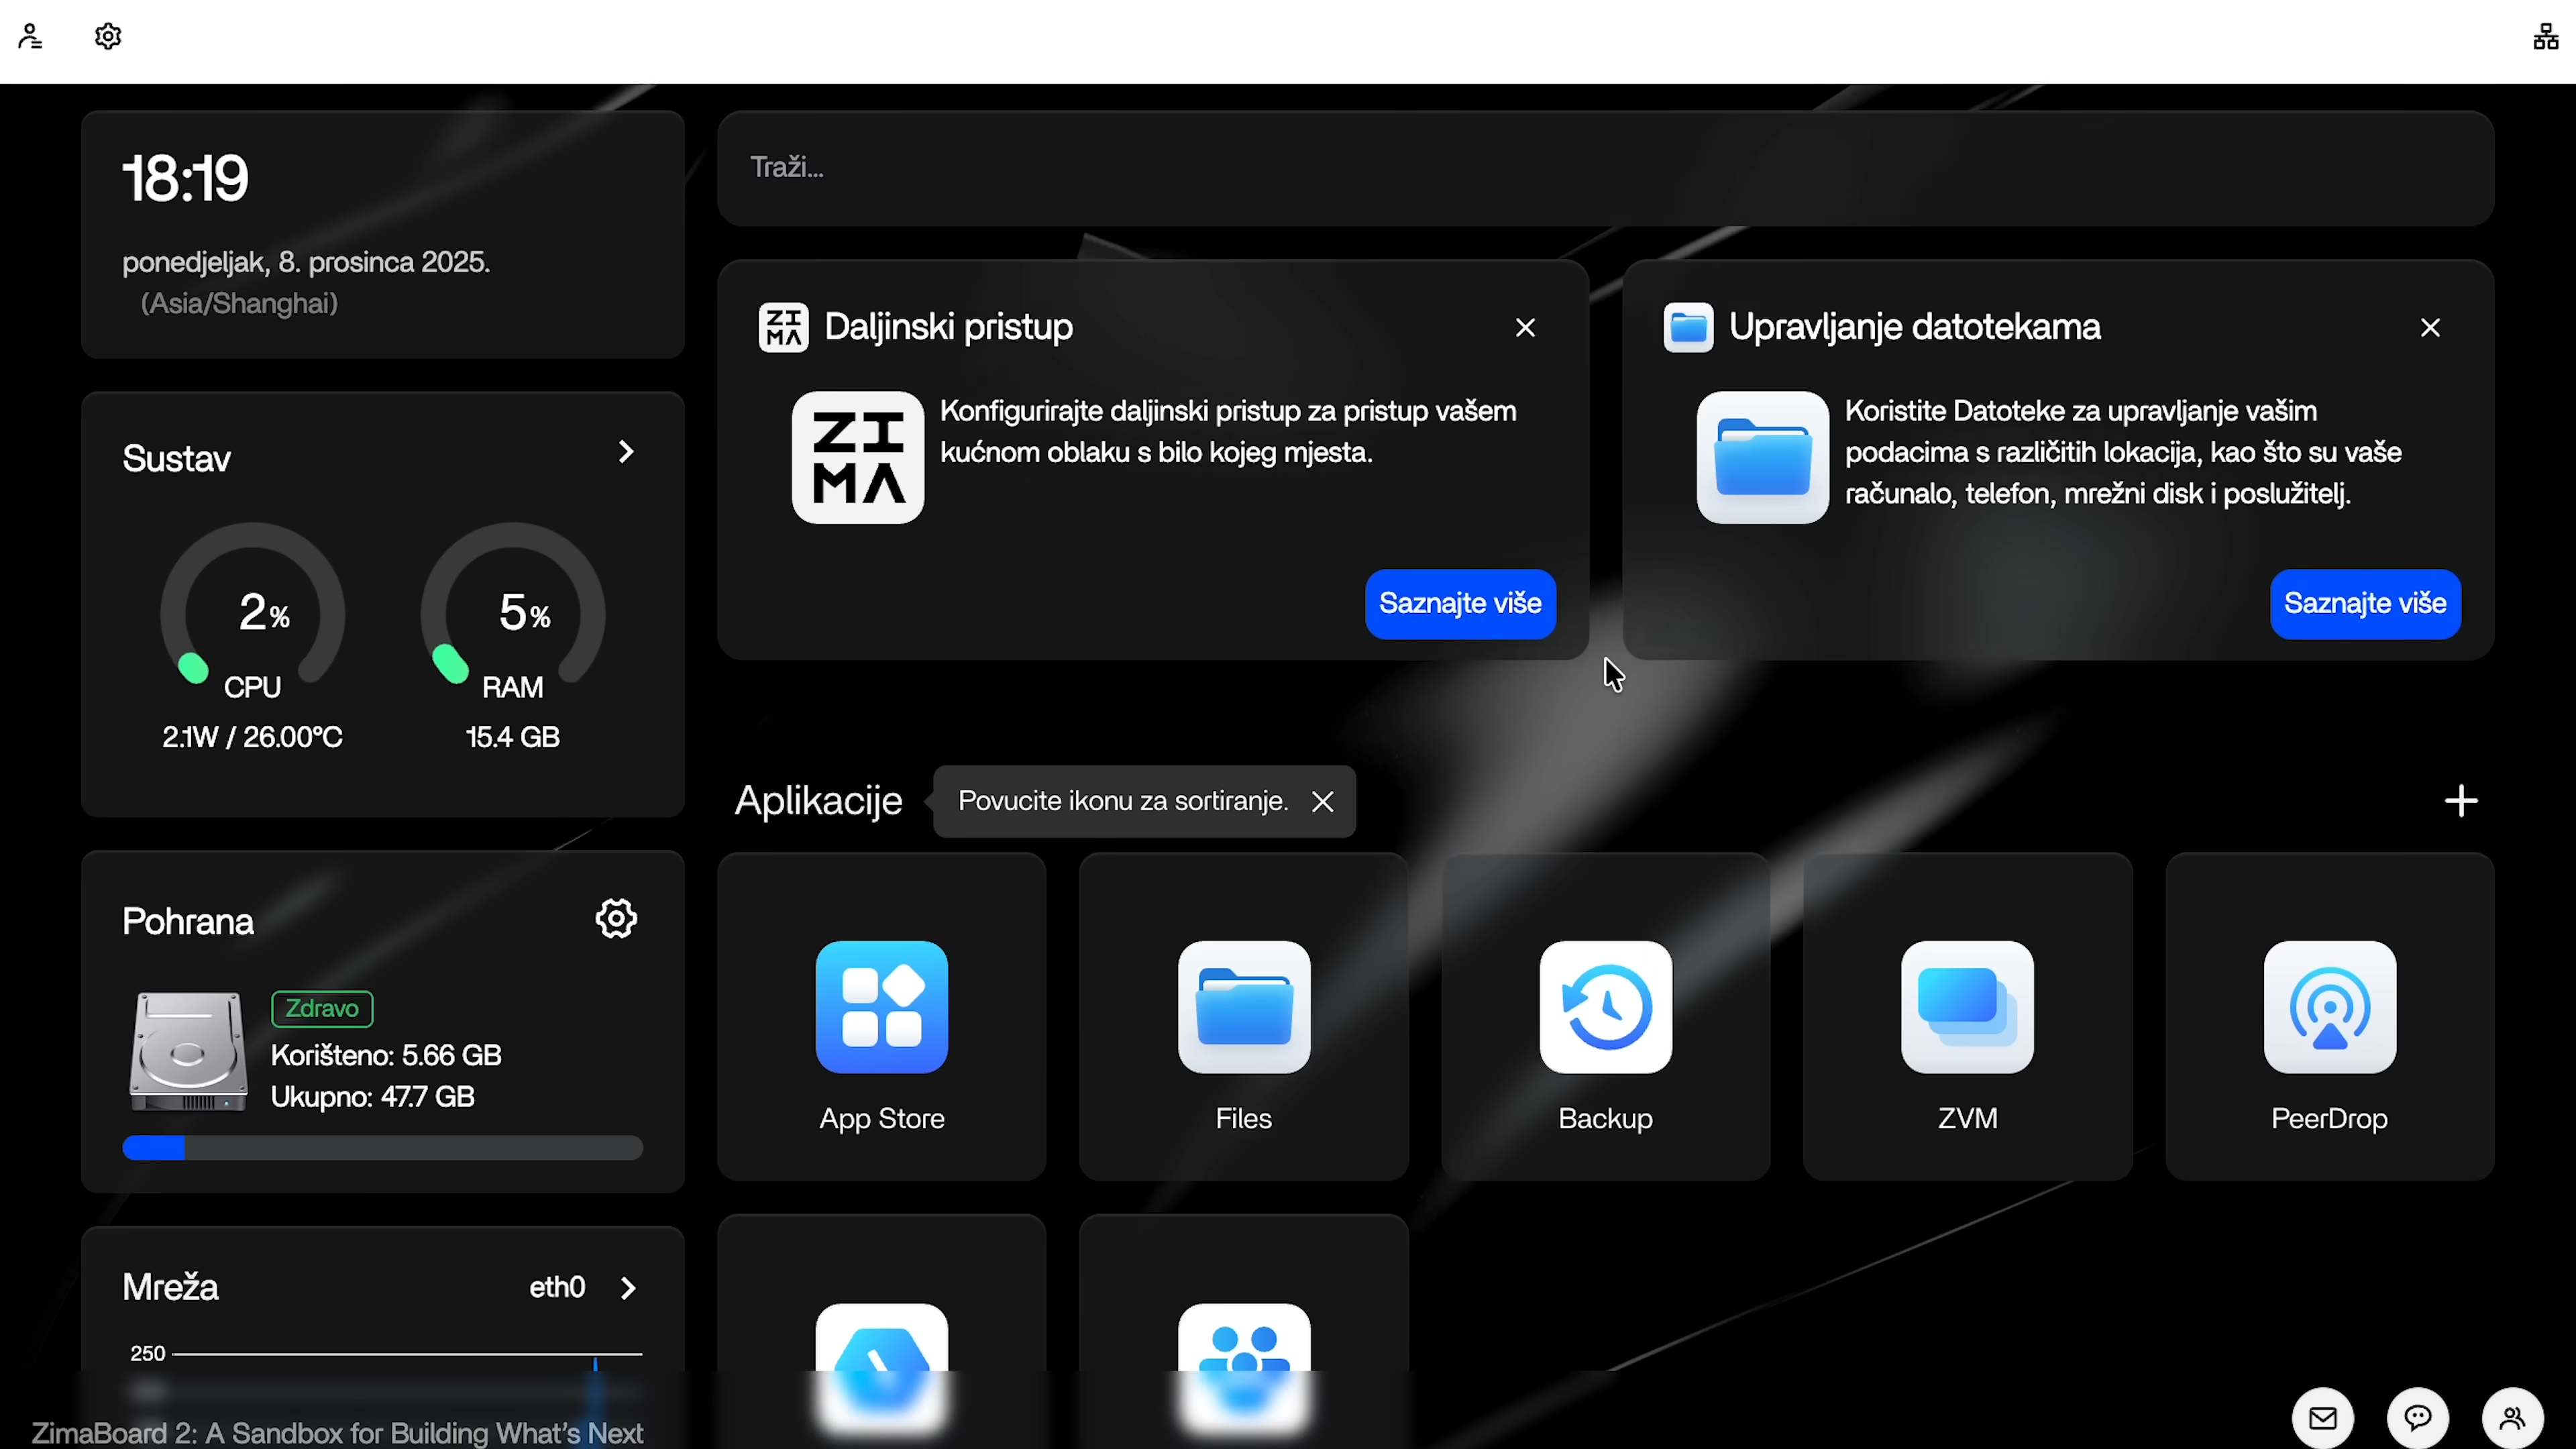 18:19
ponedjeljak, 8. prosinca 2025.
(Asia/Shanghai)
Sustav
2%
CPU
2.1W / 26.00°C
5%
RAM
15.4 GB
Pohrana
Zdravo
Korišteno: 5.66 GB
Ukupno: 47.7 GB
Mreža
eth0
250
ZimaBoard 2: A Sandbox for Building What's Next
Traži...
ZI
MA
Daljinski pristup
ZI
MA
Konfigurirajte daljinski pristup za pristup vašem
kućnom oblaku s bilo kojeg mjesta.
Saznajte više
Upravljanje datotekama
Koristite Datoteke za upravljanje vašim
podacima s različitih lokacija, kao što su vaše
računalo, telefon, mrežni disk i poslužitelj.
Saznajte više
Aplikacije
Povucite ikonu za sortiranje.
App Store
Files
Backup
ZVM
PeerDrop